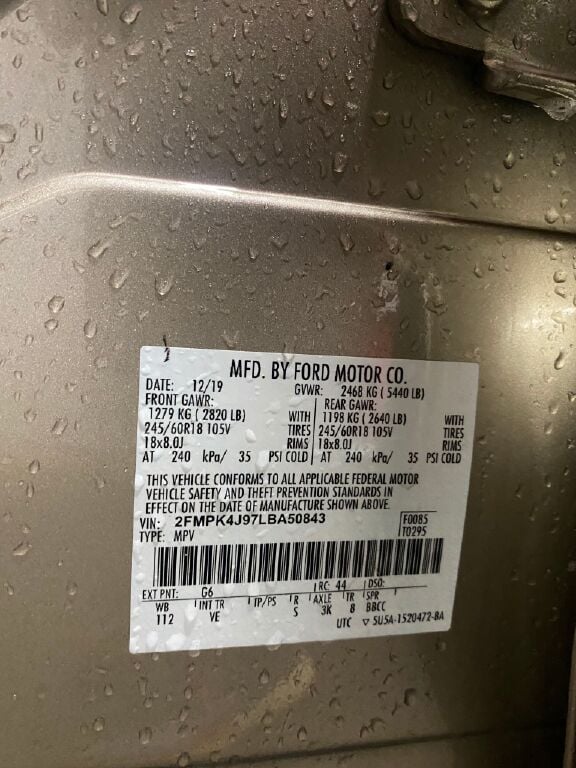 MFD. BY FORD MOTOR CO.
DATE: 12/19 GVWR: 2468 KG ( 5440 LB)
FRONT GAWR: REAR GAWR:
1279 KG ( 2820 LB) WITH 1198 KG ( 2640 LB) WITH
245/60R18 105V TIRES 245/60R18 105V TIRES
18x8.0J RIMS 18x8.0J RIMS
AT 240 kPa/ 35 PSI COLD AT 240 kPa/ 35 PSI COLD
THIS VEHICLE CONFORMS TO ALL APPLICABLE FEDERAL MOTOR
VEHICLE SAFETY AND THEFT PREVENTION STANDARDS IN
EFFECT ON THE DATE OF MANUFACTURE SHOWN ABOVE.
VIN: 2FMPK4J97LBA50843 F0085
TYPE: MPV T0295
EXT PNT: G6 RC: 44 DSO:
WB INT TR TP/PS R AXLE TR SPR
112 VE S 3K 8 BBCC
UTC ▽ 5U5A-1520472-BA